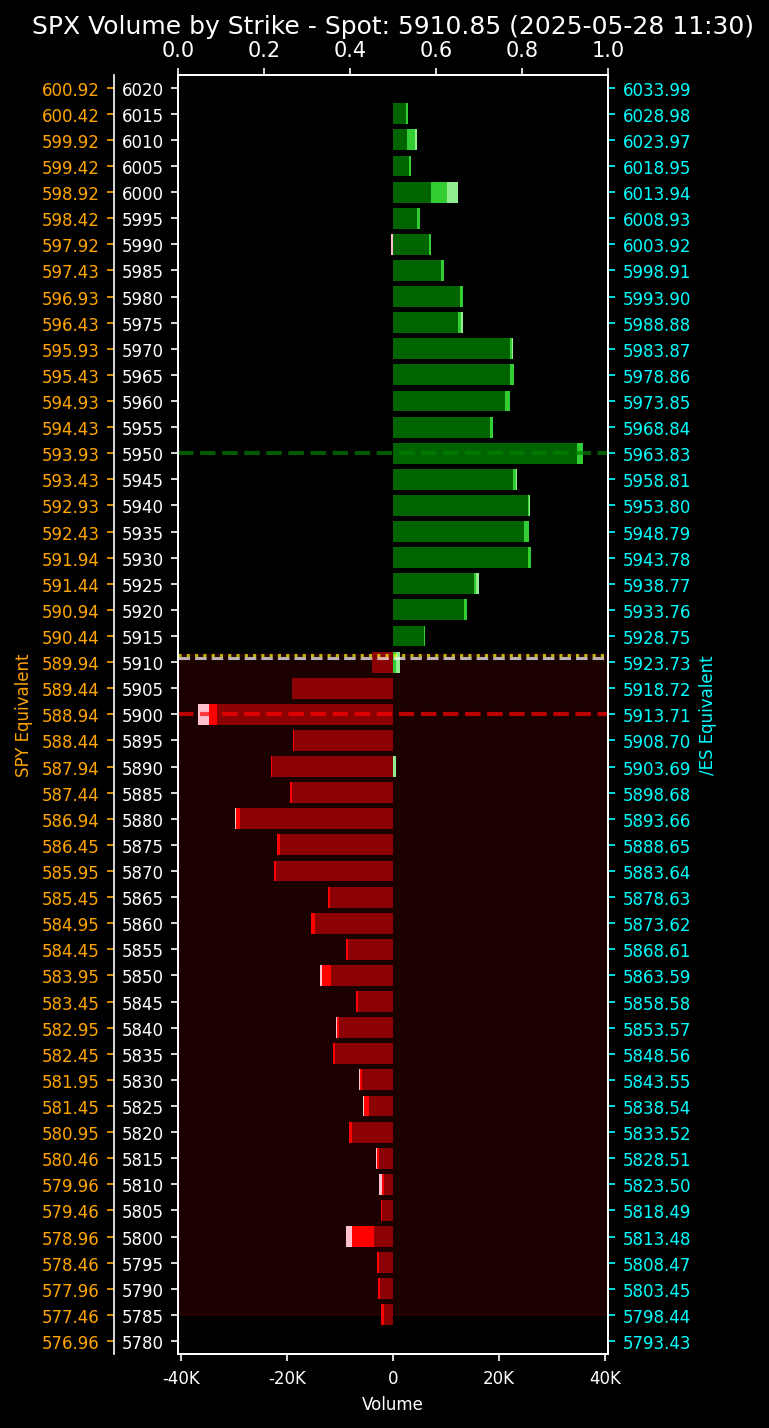 SPX Volume by Strike - Spot: 5910.85 (2025-05-28 11:30)
0.0 0.2 0.4 0.6 0.8 1.0
600.92 6020 6033.99
600.42 6015 6028.98
599.92 6010 6023.97
599.42 6005 6018.95
598.92 6000 6013.94
598.42 5995 6008.93
597.92 5990 6003.92
597.43 5985 5998.91
596.93 5980 5993.90
596.43 5975 5988.88
595.93 5970 5983.87
595.43 5965 5978.86
594.93 5960 5973.85
594.43 5955 5968.84
593.93 5950 5963.83
593.43 5945 5958.81
592.93 5940 5953.80
592.43 5935 5948.79
591.94 5930 5943.78
591.44 5925 5938.77
590.94 5920 5933.76
590.44 5915 5928.75
589.94 5910 5923.73
589.44 5905 5918.72
588.94 5900 5913.71
588.44 5895 5908.70
587.94 5890 5903.69
587.44 5885 5898.68
586.94 5880 5893.66
586.45 5875 5888.65
585.95 5870 5883.64
585.45 5865 5878.63
584.95 5860 5873.62
584.45 5855 5868.61
583.95 5850 5863.59
583.45 5845 5858.58
582.95 5840 5853.57
582.45 5835 5848.56
581.95 5830 5843.55
581.45 5825 5838.54
580.95 5820 5833.52
580.46 5815 5828.51
579.96 5810 5823.50
579.46 5805 5818.49
578.96 5800 5813.48
578.46 5795 5808.47
577.96 5790 5803.45
577.46 5785 5798.44
576.96 5780 5793.43
SPY Equivalent
/ES Equivalent
-40K -20K 0 20K 40K
Volume